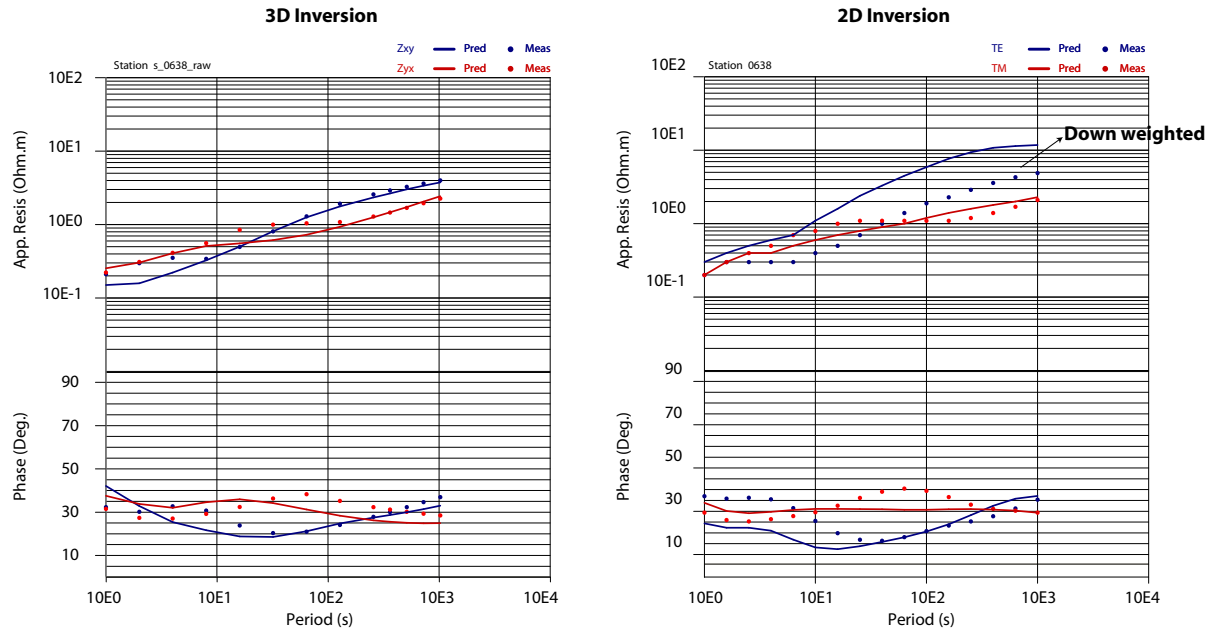 3D Inversion
Zxy Pred Meas
Station s_0638_raw Zyx Pred Meas
10E2
10E1
10E0
10E-1
App. Resis (Ohm.m)
90
70
50
30
10
Phase (Deg.)
10E0 10E1 10E2 10E3 10E4
Period (s)
2D Inversion
TE Pred Meas
Station 0638 TM Pred Meas
10E2
10E1
10E0
10E-1
App. Resis (Ohm.m)
Down weighted
90
70
50
30
10
Phase (Deg.)
10E0 10E1 10E2 10E3 10E4
Period (s)